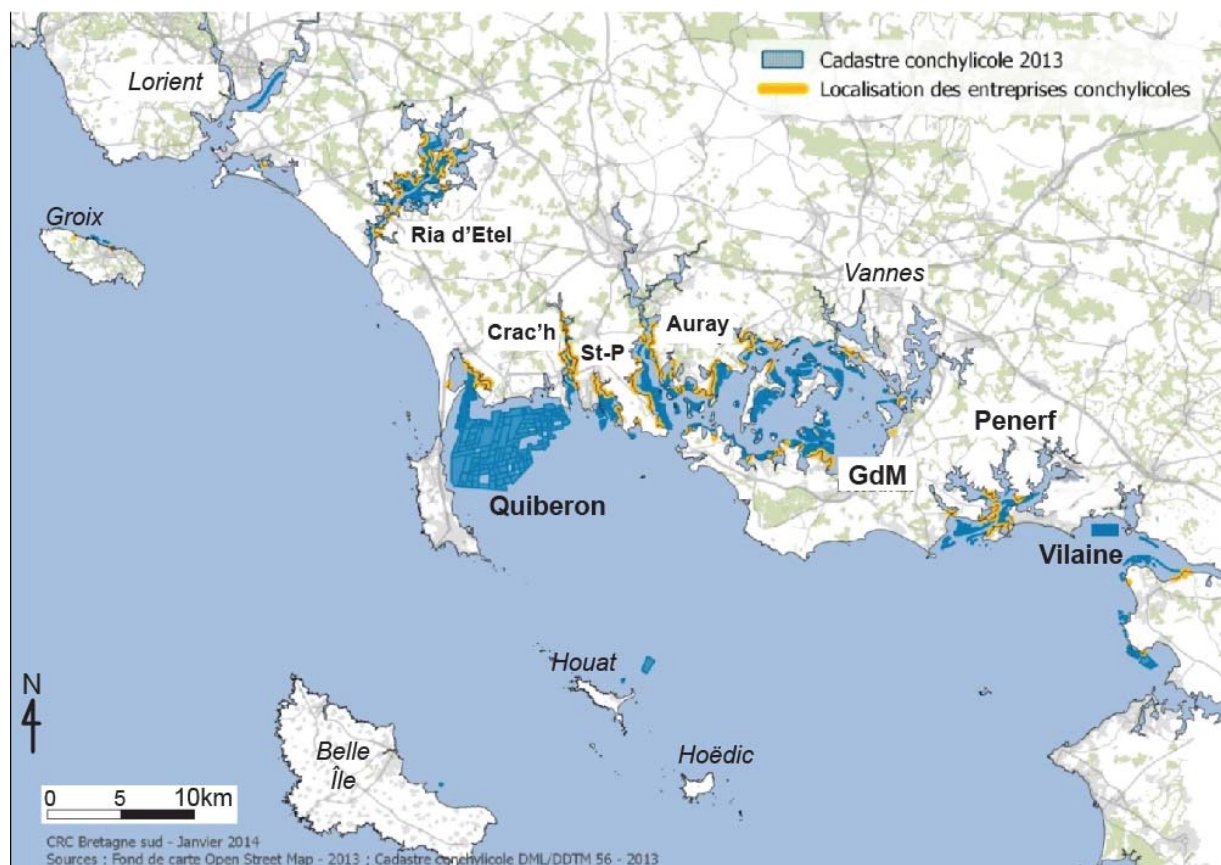 Cadastre conchylicole 2013
Localisation des entreprises conchylicoles
Lorient
Groix
Ria d'Etel
Vannes
Crac'h
St-P
Auray
Penerf
GdM
Quiberon
Vilaine
Houat
N
Belle
Île
Hoëdic
0 5 10km
CRC Bretagne sud - Janvier 2014
Sources : Fond de carte Open Street Map - 2013 ; Cadastre conchylicole DML/DDTM 56 - 2013